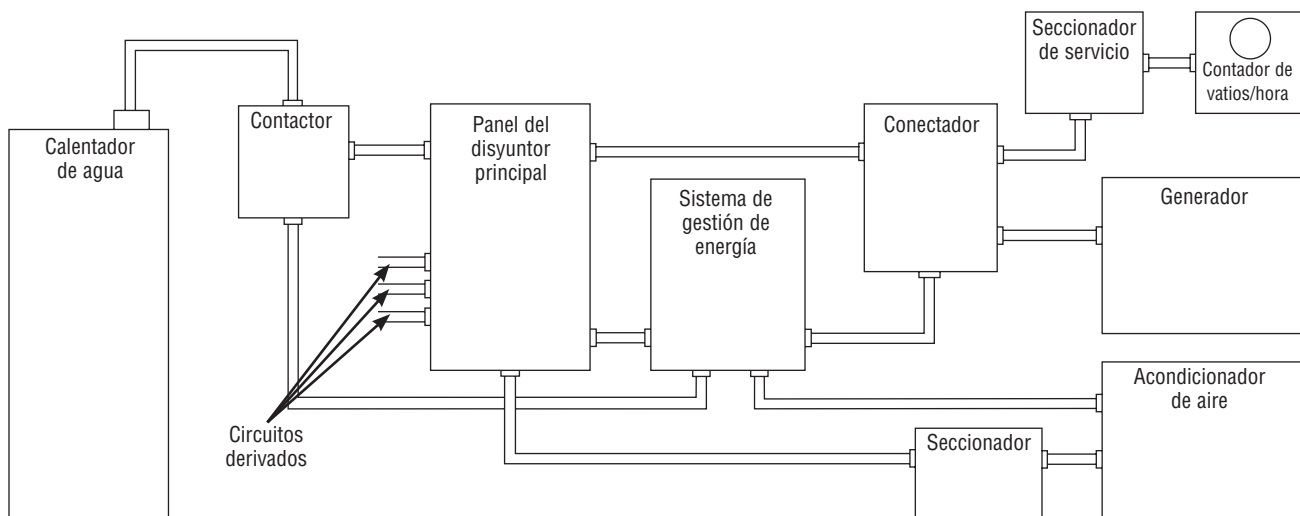 Calentador
de agua
Contactor
Panel del
disyuntor
principal
Sistema de
gestión de
energía
Conectador
Seccionador
de servicio
Contador de
vatios/hora
Generador
Acondicionador
de aire
Seccionador
Circuitos
derivados